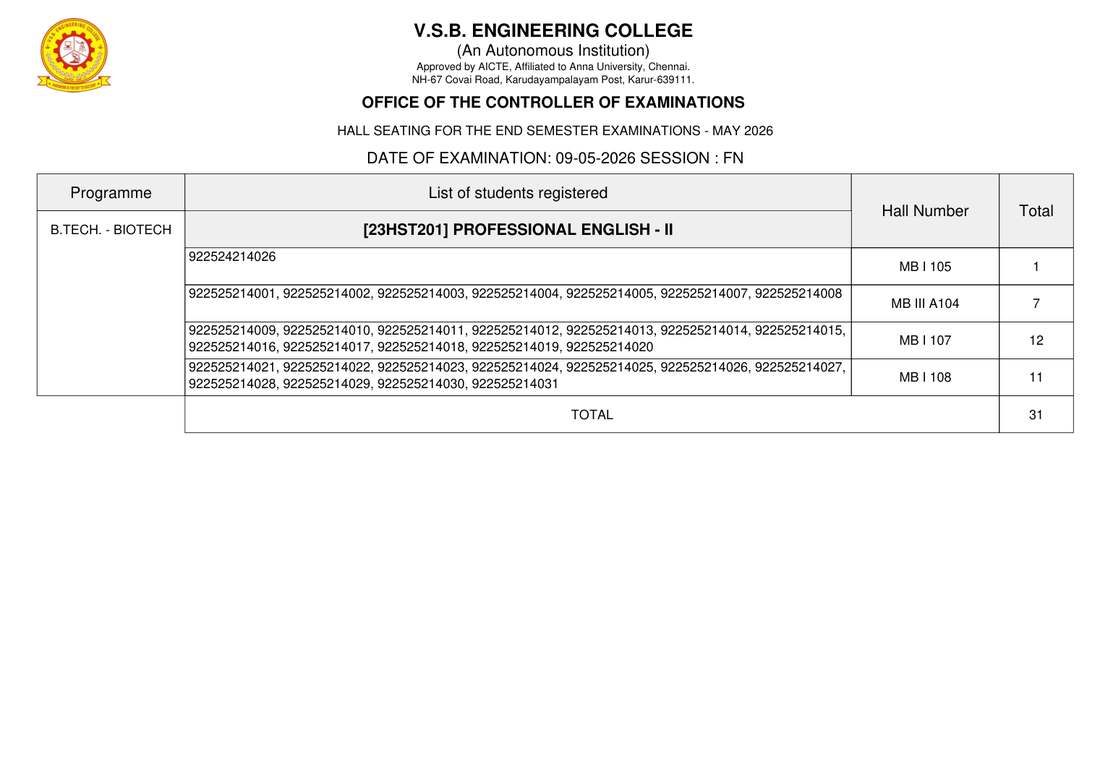 V.S.B. ENGINEERING COLLEGE
(An Autonomous Institution)
Approved by AICTE, Affiliated to Anna University, Chennai.
NH-67 Covai Road, Karudayampalayam Post, Karur-639111.
OFFICE OF THE CONTROLLER OF EXAMINATIONS
HALL SEATING FOR THE END SEMESTER EXAMINATIONS - MAY 2026
DATE OF EXAMINATION: 09-05-2026 SESSION : FN
Programme
List of students registered
Hall Number
Total
B.TECH. - BIOTECH
[23HST201] PROFESSIONAL ENGLISH - II
922524214026
MB I 105
1
922525214001, 922525214002, 922525214003, 922525214004, 922525214005, 922525214007, 922525214008
MB III A104
7
922525214009, 922525214010, 922525214011, 922525214012, 922525214013, 922525214014, 922525214015,
922525214016, 922525214017, 922525214018, 922525214019, 922525214020
MB I 107
12
922525214021, 922525214022, 922525214023, 922525214024, 922525214025, 922525214026, 922525214027,
922525214028, 922525214029, 922525214030, 922525214031
MB I 108
11
TOTAL
31